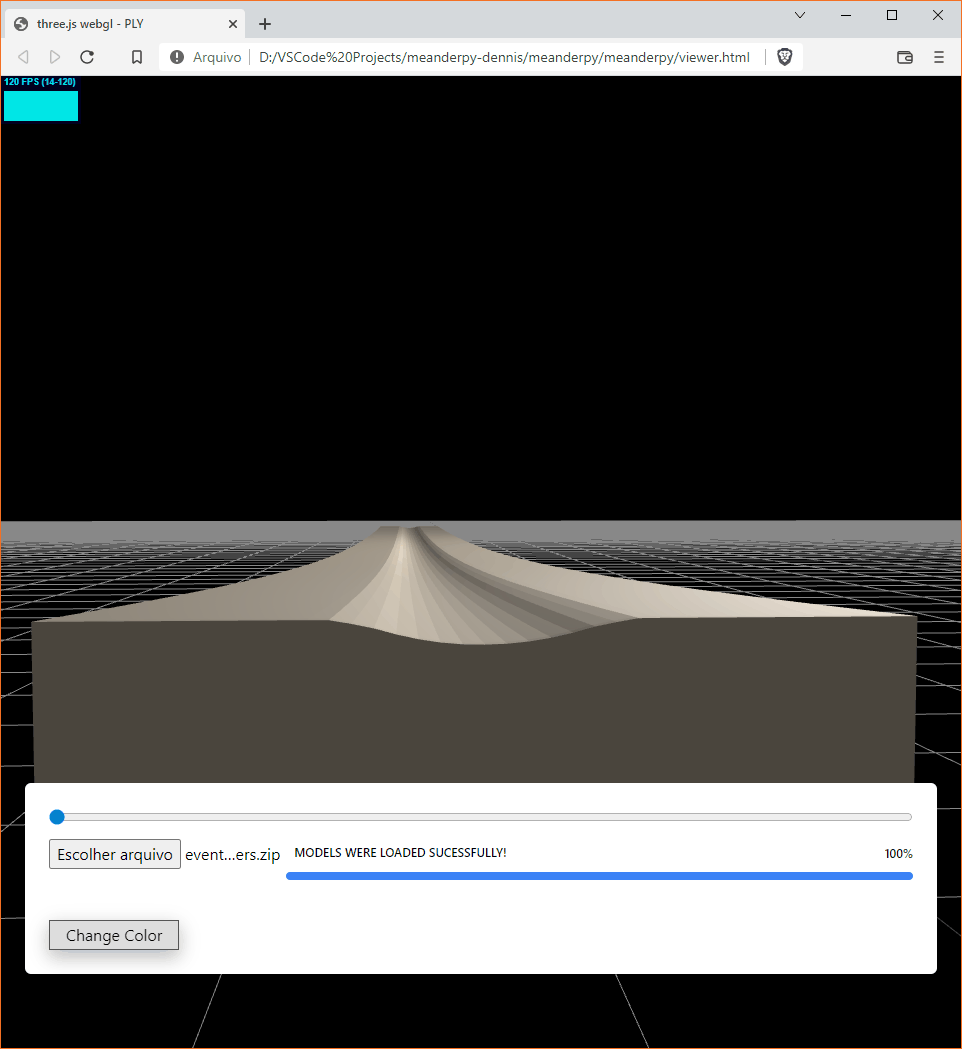 three.js webgl - PLY
Arquivo D:/VSCode%20Projects/meanderpy-dennis/meanderpy/meanderpy/viewer.html
120 FPS (14-120)
Escolher arquivo event...ers.zip MODELS WERE LOADED SUCESSFULLY! 100%
Change Color